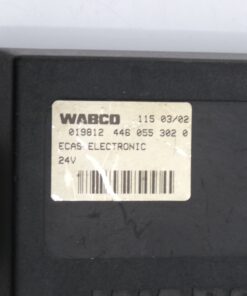 WABCO 115 03/02
019812 446 055 302 0
ECAS ELECTRONIC
24V